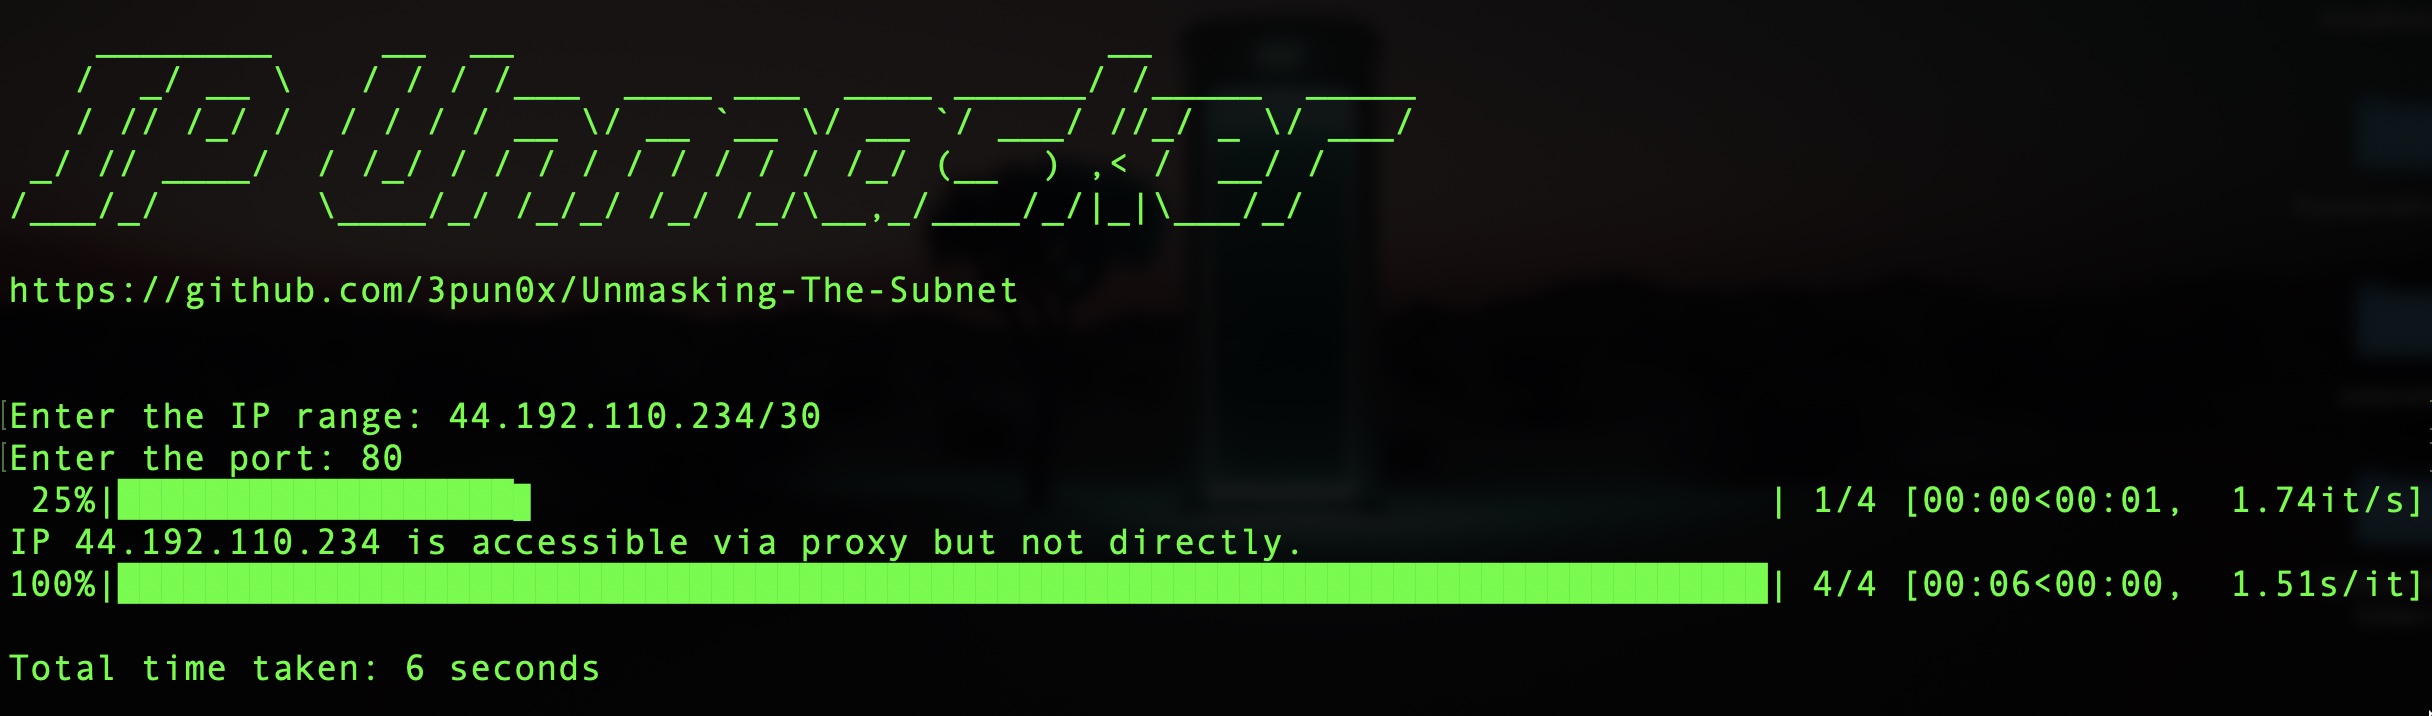 IP Unmasker
https://github.com/3pun0x/Unmasking-The-Subnet
Enter the IP range: 44.192.110.234/30
Enter the port: 80
25%| | 1/4 [00:00<00:01,  1.74it/s]
IP 44.192.110.234 is accessible via proxy but not directly.
100%| | 4/4 [00:06<00:00,  1.51s/it]
Total time taken: 6 seconds